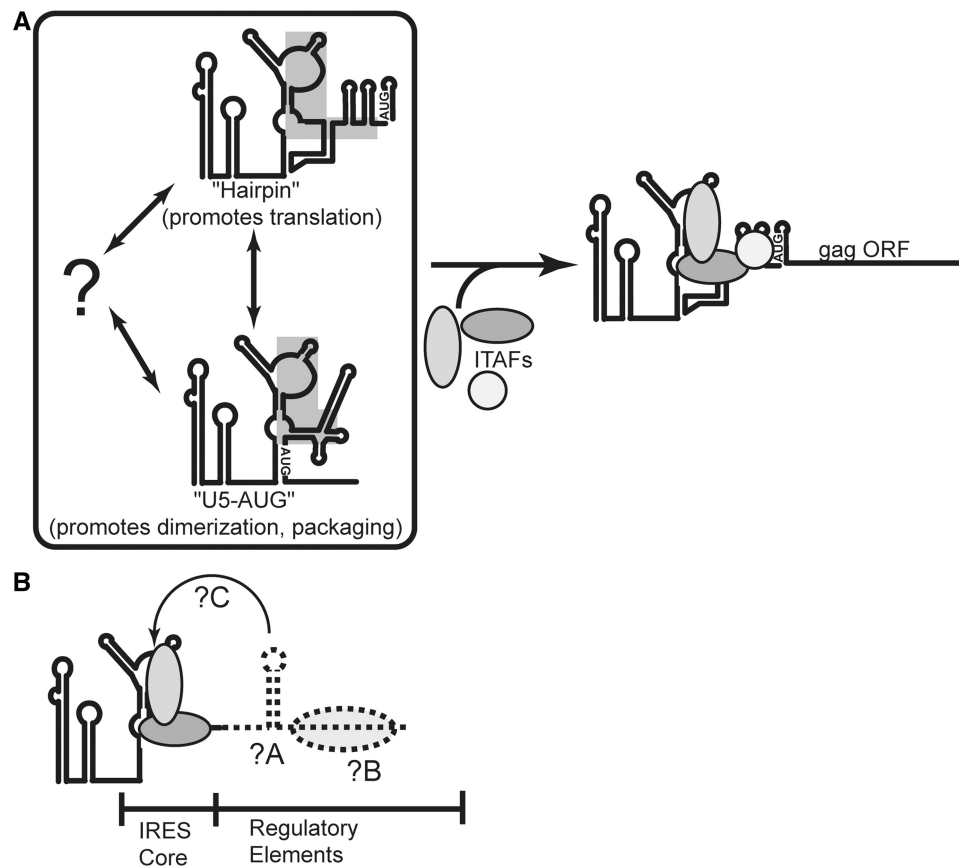 A
AUG
"Hairpin"
(promotes translation)
?
AUG
"U5-AUG"
(promotes dimerization, packaging)
ITAFs
AUG
gag ORF
B
?C
?A
?B
IRES
Core
Regulatory
Elements